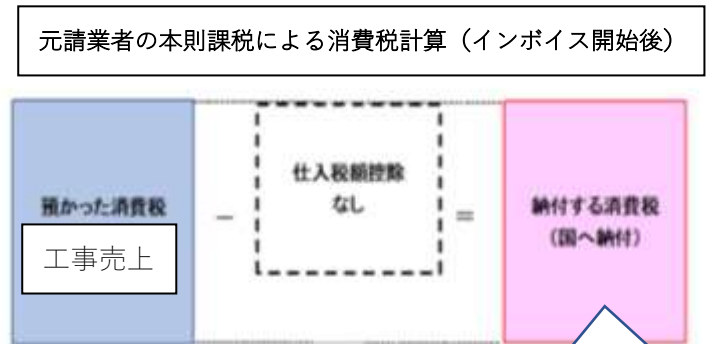 元請業者の本則課税による消費税計算（インボイス開始後）
預かった消費税
工事売上
－
仕入税額控除
なし
＝
納付する消費税
（国へ納付）